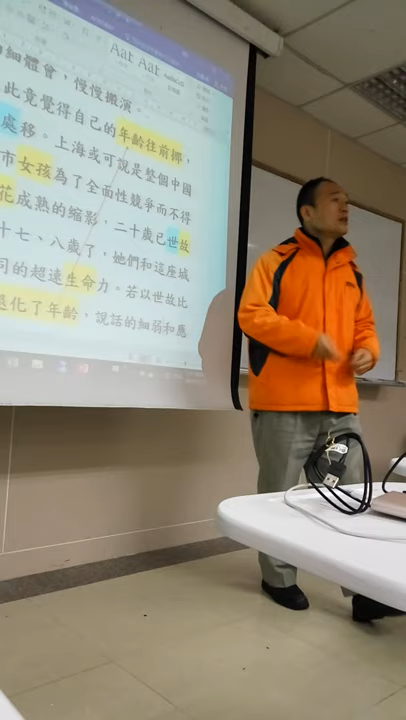 AaI AaI
細體會，慢慢搬演。
此竟覺得自己的年齡往前挪，
處移。上海或可說是整個中國
市女孩為了全面性競爭而不得
花成熟的縮影，二十歲已世故
十七、八歲了，她們和這座城
同的超速生命力。若以世故比
化了年齡，說話的細弱和應